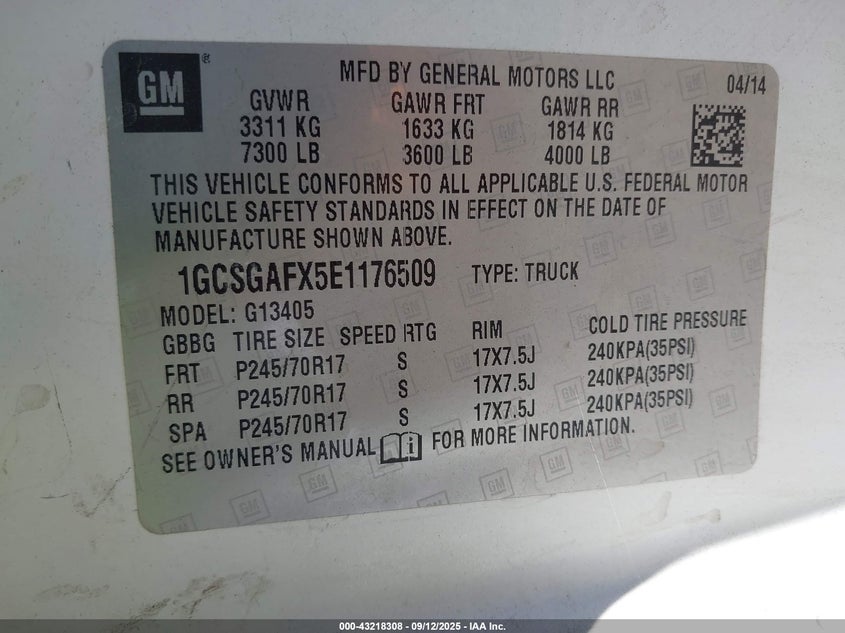 GM®
MFD BY GENERAL MOTORS LLC 04/14
GVWR GAWR FRT GAWR RR
3311 KG 1633 KG 1814 KG
7300 LB 3600 LB 4000 LB
THIS VEHICLE CONFORMS TO ALL APPLICABLE U.S. FEDERAL MOTOR
VEHICLE SAFETY STANDARDS IN EFFECT ON THE DATE OF
MANUFACTURE SHOWN ABOVE.
1GCSGAFX5E1176509 TYPE: TRUCK
MODEL: G13405
GBBG TIRE SIZE SPEED RTG RIM COLD TIRE PRESSURE
FRT P245/70R17 S 17X7.5J 240KPA(35PSI)
RR P245/70R17 S 17X7.5J 240KPA(35PSI)
SPA P245/70R17 S 17X7.5J 240KPA(35PSI)
SEE OWNER'S MANUAL i FOR MORE INFORMATION.
000-43218308 - 09/12/2025 - IAA Inc.